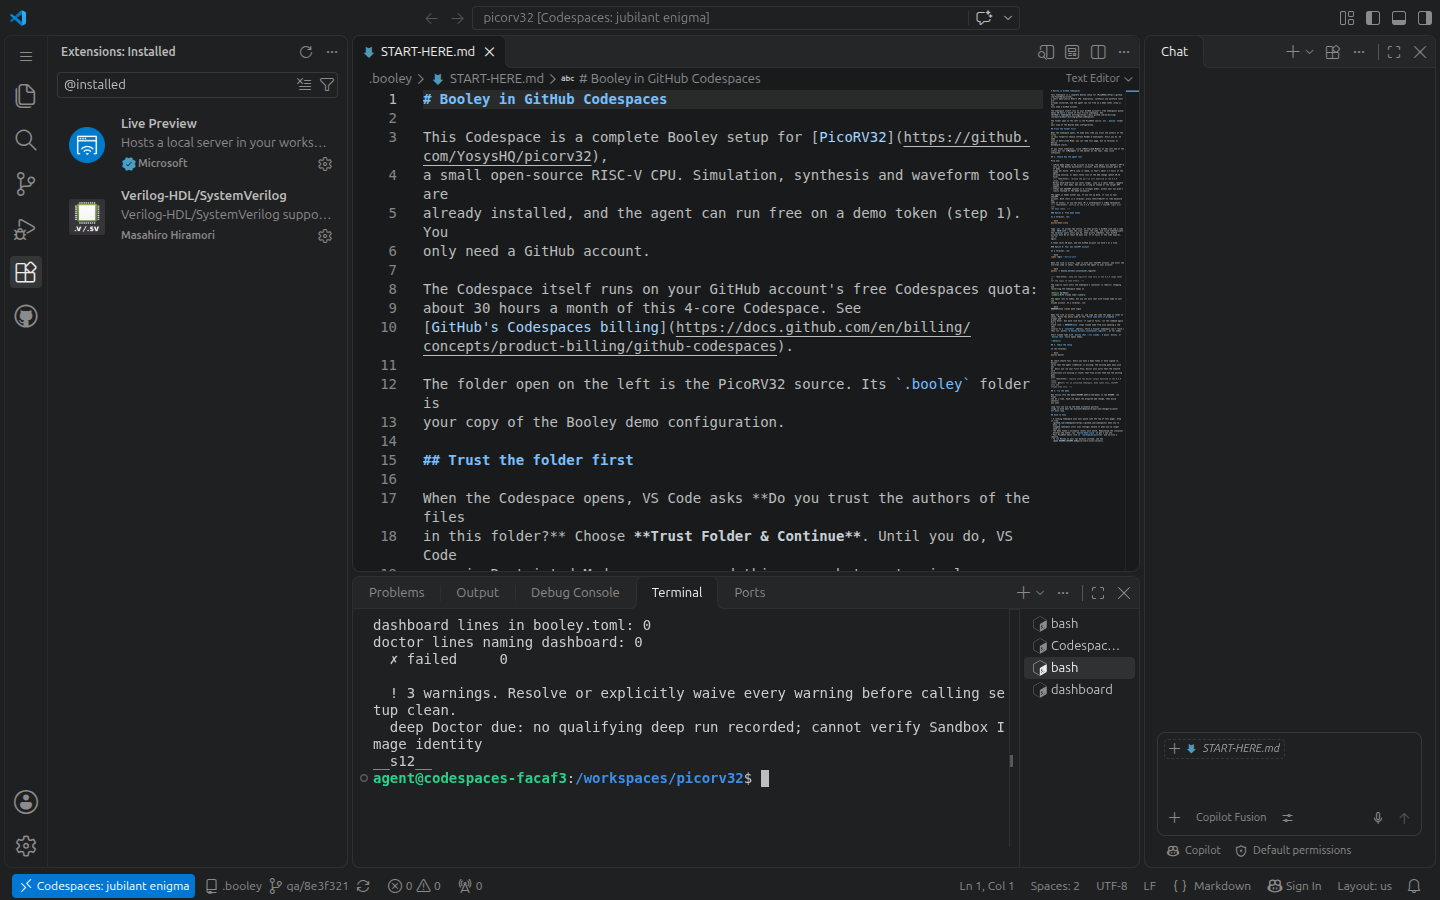 picorv32 [Codespaces: jubilant enigma]
Extensions: Installed
@installed
Live Preview
Hosts a local server in your works…
Microsoft
Verilog-HDL/SystemVerilog
Verilog-HDL/SystemVerilog suppo…
.V /.SV
Masahiro Hiramori
START-HERE.md
.booley > START-HERE.md > abc # Booley in GitHub Codespaces
Text Editor
1 # Booley in GitHub Codespaces
2
3 This Codespace is a complete Booley setup for [PicoRV32](https://github.
com/YosysHQ/picorv32),
4 a small open-source RISC-V CPU. Simulation, synthesis and waveform tools
are
5 already installed, and the agent can run free on a demo token (step 1).
You
6 only need a GitHub account.
7
8 The Codespace itself runs on your GitHub account's free Codespaces quota:
9 about 30 hours a month of this 4-core Codespace. See
10 [GitHub's Codespaces billing](https://docs.github.com/en/billing/
concepts/product-billing/github-codespaces).
11
12 The folder open on the left is the PicoRV32 source. Its `.booley` folder
is
13 your copy of the Booley demo configuration.
14
15 ## Trust the folder first
16
17 When the Codespace opens, VS Code asks **Do you trust the authors of the
files
18 in this folder?** Choose **Trust Folder & Continue**. Until you do, VS
Code
Problems
Output
Debug Console
Terminal
Ports
dashboard lines in booley.toml: 0
doctor lines naming dashboard: 0
✗ failed 0
! 3 warnings. Resolve or explicitly waive every warning before calling se
tup clean.
deep Doctor due: no qualifying deep run recorded; cannot verify Sandbox I
mage identity
__s12__
agent@codespaces-facaf3:/workspaces/picorv32$
bash
Codespac…
bash
dashboard
Chat
START-HERE.md
Copilot Fusion
Copilot
Default permissions
Codespaces: jubilant enigma
.booley
qa/8e3f321
0
0
0
Ln 1, Col 1
Spaces: 2
UTF-8
LF
{ } Markdown
Sign In
Layout: us